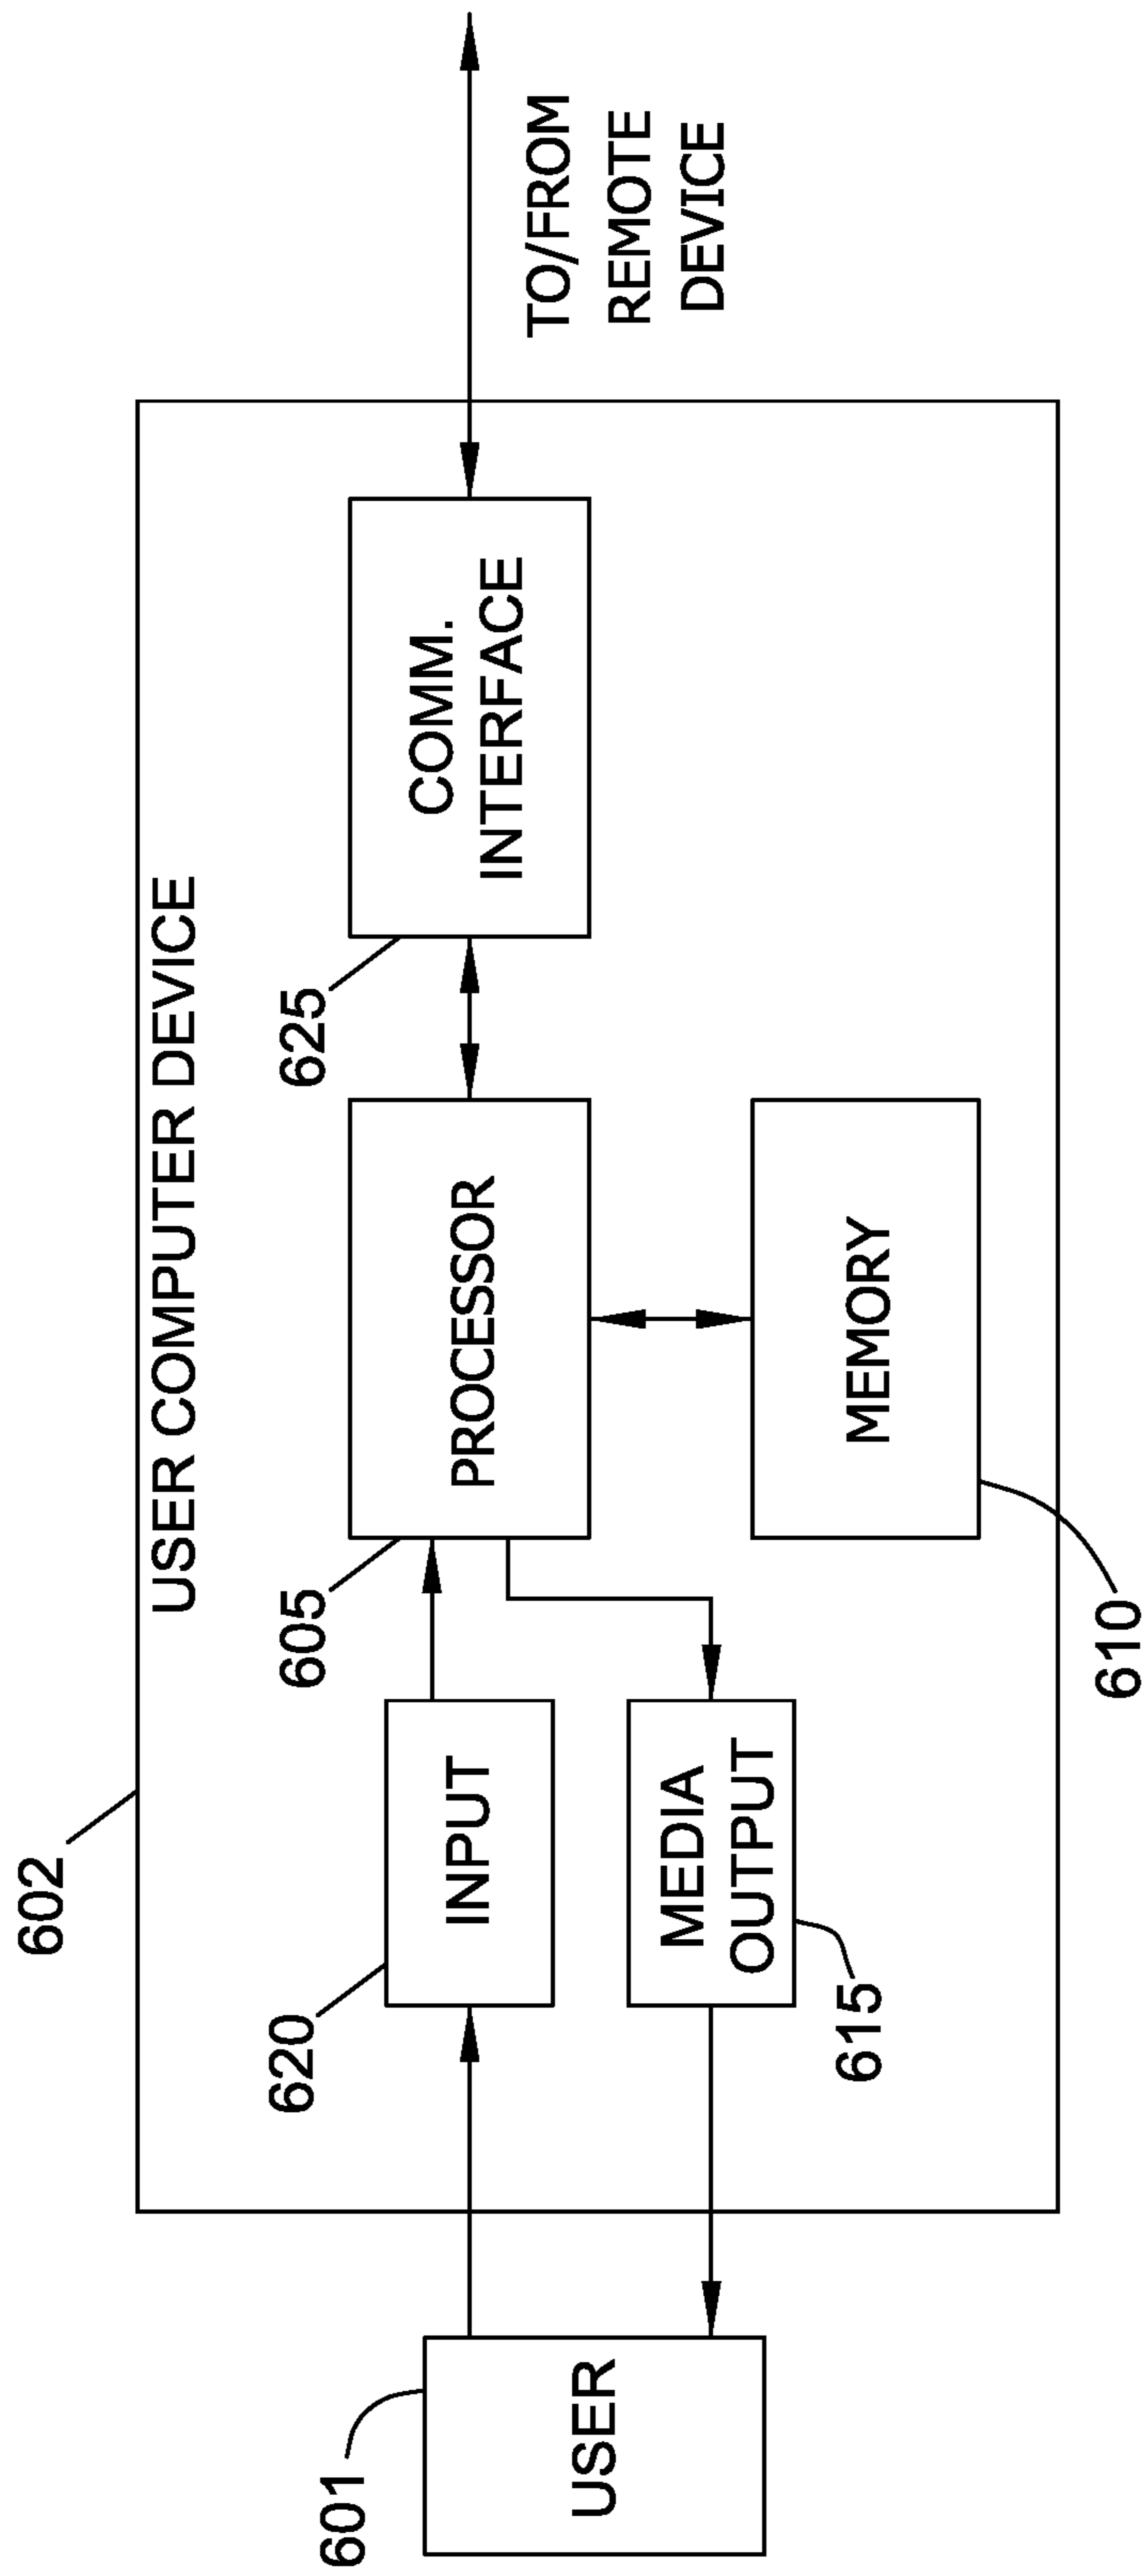 602
USER COMPUTER DEVICE
601
USER
620
INPUT
605
PROCESSOR
625
COMM.
INTERFACE
TO/FROM
REMOTE
DEVICE
MEDIA
OUTPUT
615
MEMORY
610